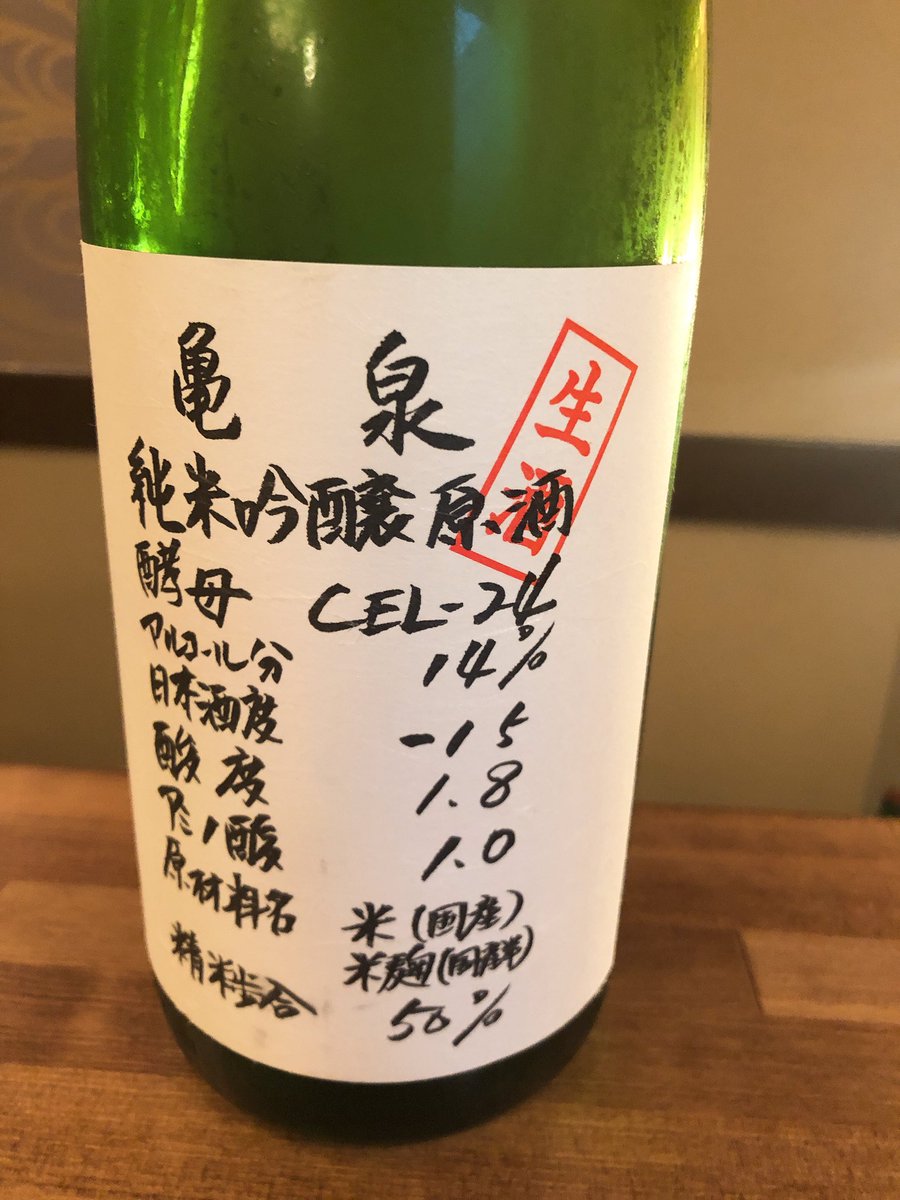 亀泉
生酒
純米吟醸原酒
酵母 CEL-24
アルコール分 14%
日本酒度 -15
酸度 1.8
アミノ酸 1.0
原材料名 米(国産)
米麹(国産米)
精米歩合 50%